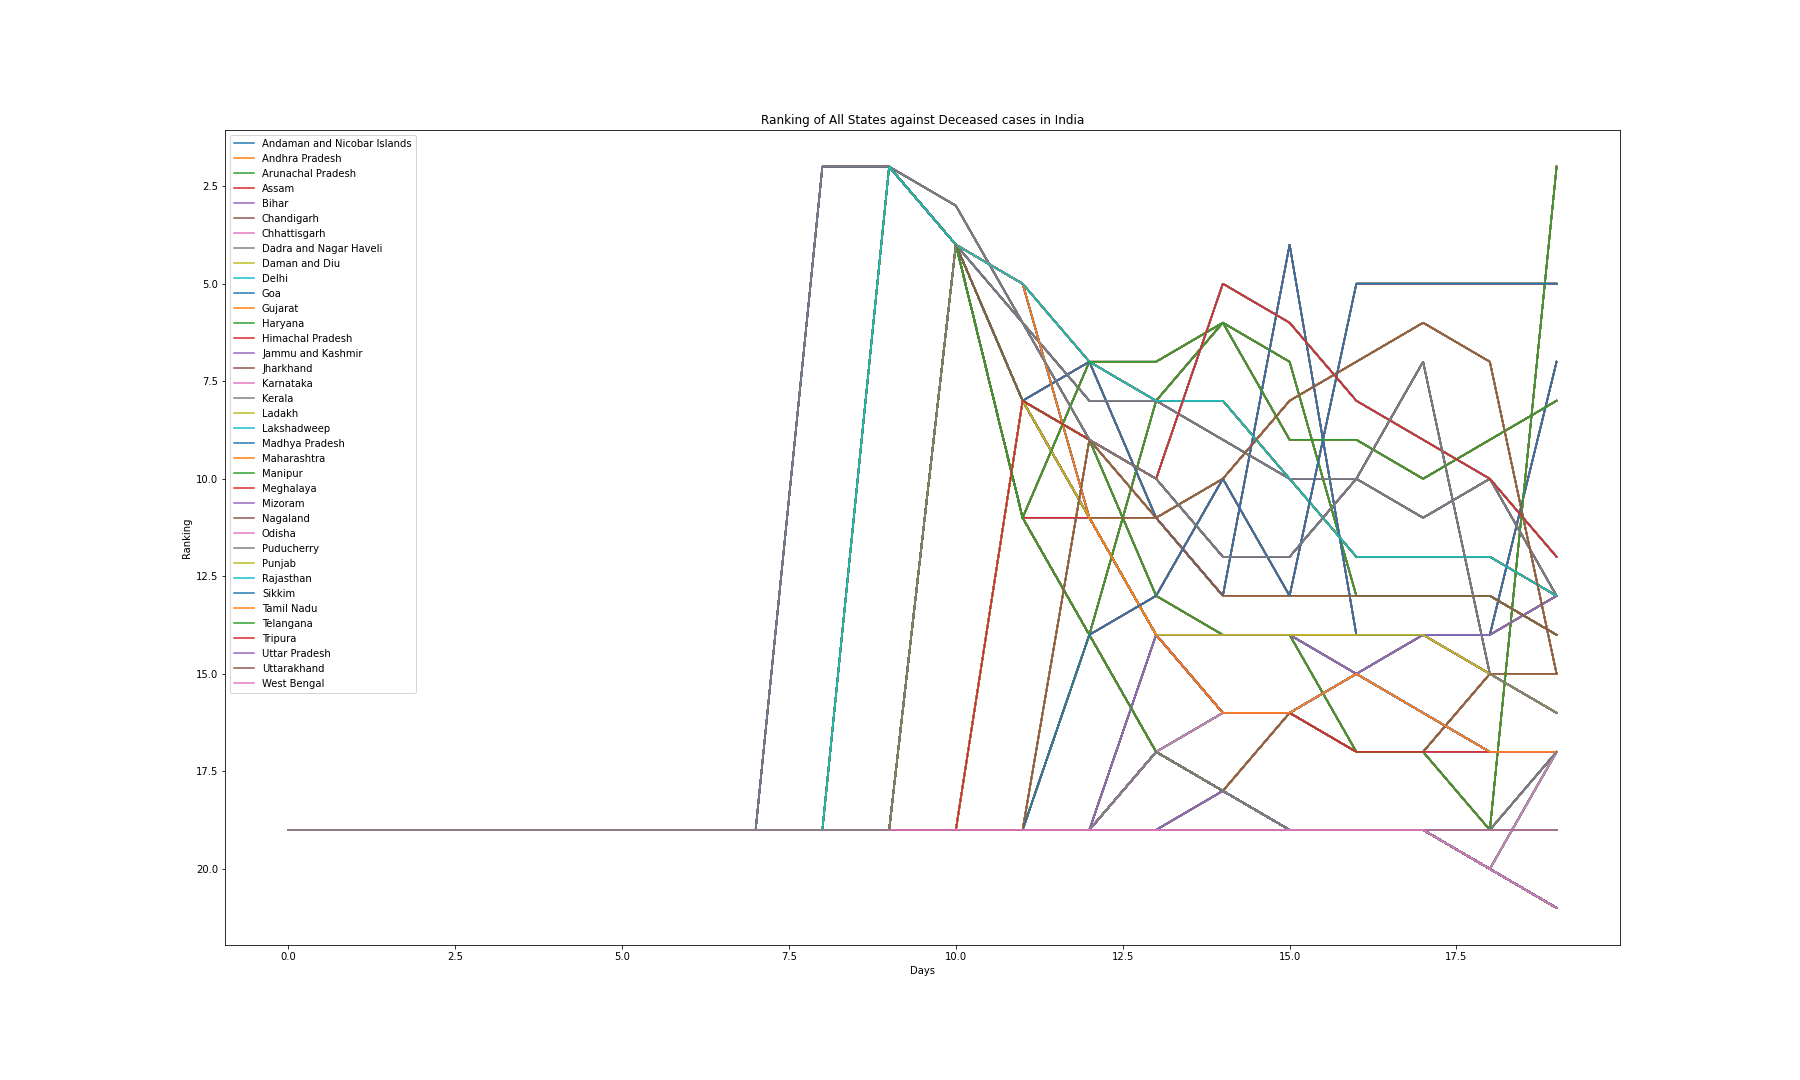 Ranking of All States against Deceased cases in India
Andaman and Nicobar Islands
Andhra Pradesh
Arunachal Pradesh
Assam
Bihar
Chandigarh
Chhattisgarh
Dadra and Nagar Haveli
Daman and Diu
Delhi
Goa
Gujarat
Haryana
Himachal Pradesh
Jammu and Kashmir
Jharkhand
Karnataka
Kerala
Ladakh
Lakshadweep
Madhya Pradesh
Maharashtra
Manipur
Meghalaya
Mizoram
Nagaland
Odisha
Puducherry
Punjab
Rajasthan
Sikkim
Tamil Nadu
Telangana
Tripura
Uttar Pradesh
Uttarakhand
West Bengal
Ranking
2.5
5.0
7.5
10.0
12.5
15.0
17.5
20.0
0.0 2.5 5.0 7.5 10.0 12.5 15.0 17.5
Days